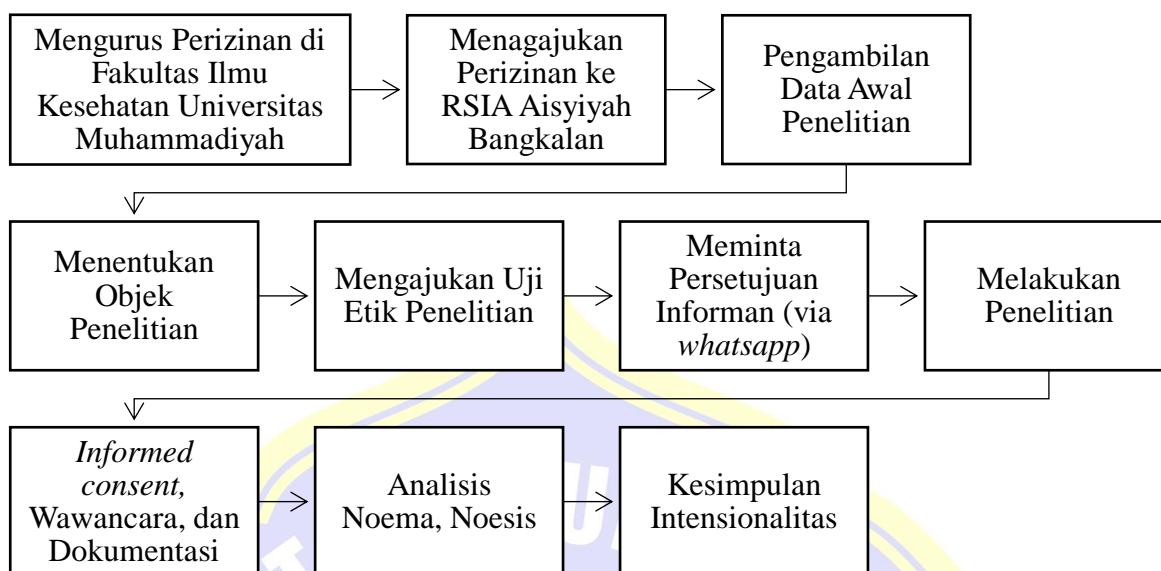 Mengurus Perizinan di
Fakultas Ilmu
Kesehatan Universitas
Muhammadiyah
Menagajukan
Perizinan ke
RSIA Aisyiyah
Bangkalan
Pengambilan
Data Awal
Penelitian
Menentukan
Objek
Penelitian
Mengajukan Uji
Etik Penelitian
Meminta
Persetujuan
Informan (via
whatsapp)
Melakukan
Penelitian
Informed
consent,
Wawancara, dan
Dokumentasi
Analisis
Noema, Noesis
Kesimpulan
Intensionalitas